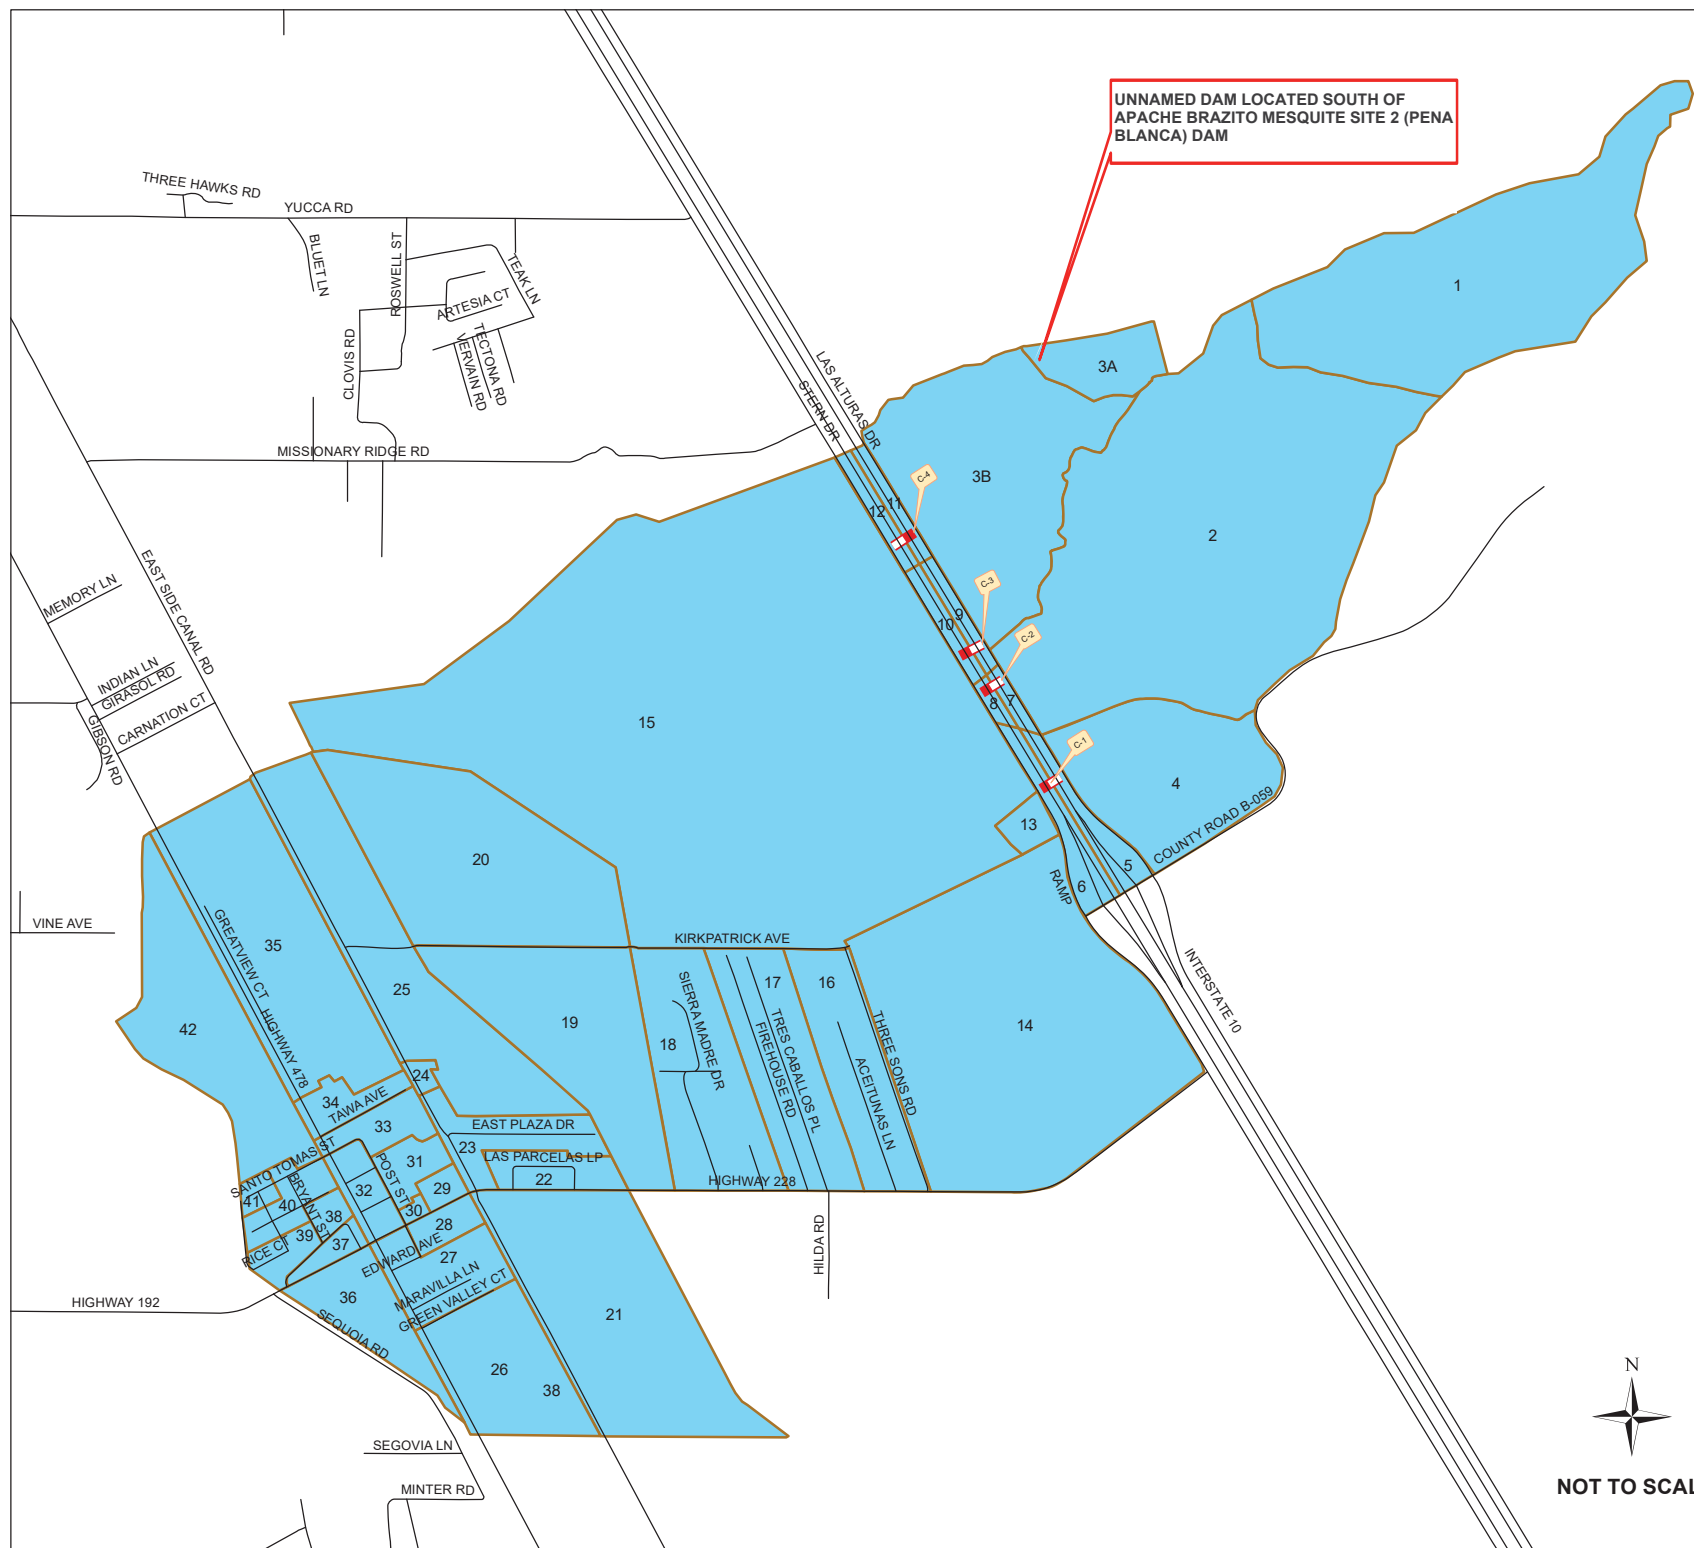 UNNAMED DAM LOCATED SOUTH OF
APACHE BRAZITO MESQUITE SITE 2 (PENA
BLANCA) DAM
THREE HAWKS RD
YUCCA RD
BLUET LN
ROSWELL ST
TEAK LN
ARTESIA CT
CLOVIS RD
TECTONA RD
VERVAIN RD
MISSIONARY RIDGE RD
LAS ALTURAS DR
STERN DR
1
3A
3B
2
C-4
11
12
C-3
9
10
C-2
7
8
C-1
4
13
5
6
COUNTY ROAD B-059
RAMP
INTERSTATE 10
EAST SIDE CANAL RD
MEMORY LN
INDIAN LN
GIRASOL RD
CARNATION CT
GIBSON RD
15
20
VINE AVE
35
GREATVIEW CT
HIGHWAY 478
KIRKPATRICK AVE
25
42
19
18
SIERRA MADRE DR
17
TRES CABALLOS PL
FIREHOUSE RD
16
ACEITUNAS LN
THREE SONS RD
14
24
34
TAWA AVE
33
EAST PLAZA DR
23
LAS PARCELAS LP
22
HIGHWAY 228
SANTO TOMAS ST
BRYANT ST
POST ST
31
32
29
30
28
41
40
38
39
37
RICE CT
EDWARD AVE
27
MARAVILLA LN
GREEN VALLEY CT
36
HIGHWAY 192
SEQUOIA RD
HILDA RD
21
26
38
SEGOVIA LN
MINTER RD
N
NOT TO SCAL